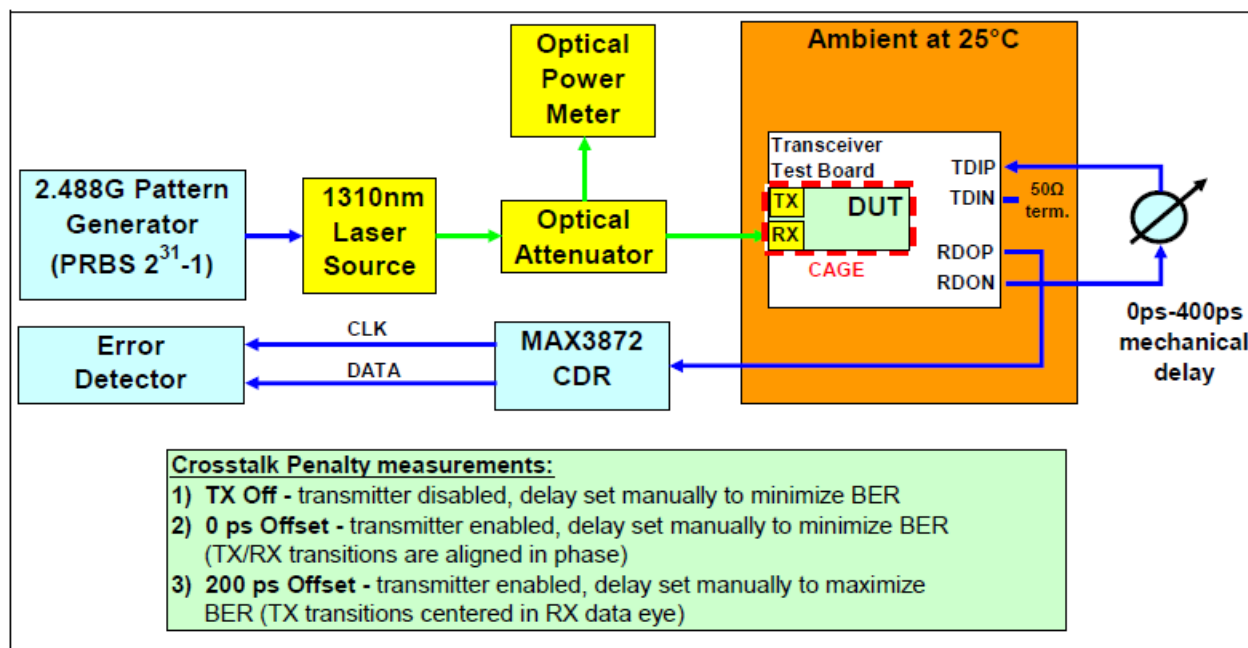 Optical
Power
Meter
Ambient at 25°C
2.488G Pattern
Generator
(PRBS 2³¹-1)
1310nm
Laser
Source
Optical
Attenuator
Transceiver
Test Board
TX
RX
DUT
CAGE
TDIP
TDIN
RDOP
RDON
50Ω
term.
0ps-400ps
mechanical
delay
Error
Detector
CLK
DATA
MAX3872
CDR
Crosstalk Penalty measurements:
1) TX Off - transmitter disabled, delay set manually to minimize BER
2) 0 ps Offset - transmitter enabled, delay set manually to minimize BER
(TX/RX transitions are aligned in phase)
3) 200 ps Offset - transmitter enabled, delay set manually to maximize
BER (TX transitions centered in RX data eye)